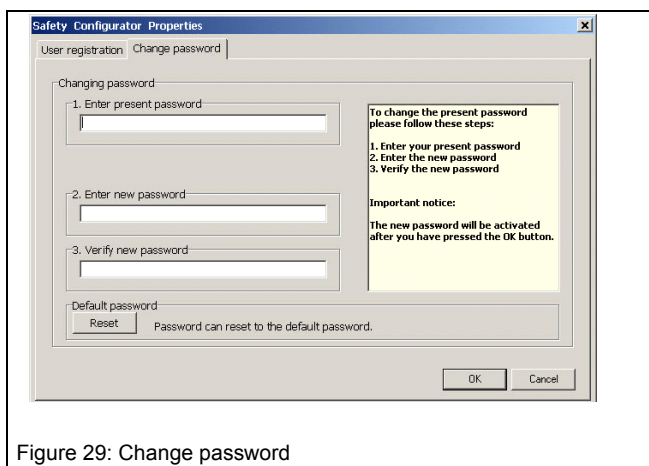 Safety Configurator Properties
User registration
Change password
Changing password
1. Enter present password
To change the present password
please follow these steps:
1. Enter your present password
2. Enter the new password
3. Verify the new password
Important notice:
The new password will be activated
after you have pressed the OK button.
2. Enter new password
3. Verify new password
Default password
Reset
Password can reset to the default password.
OK
Cancel
Figure 29: Change password